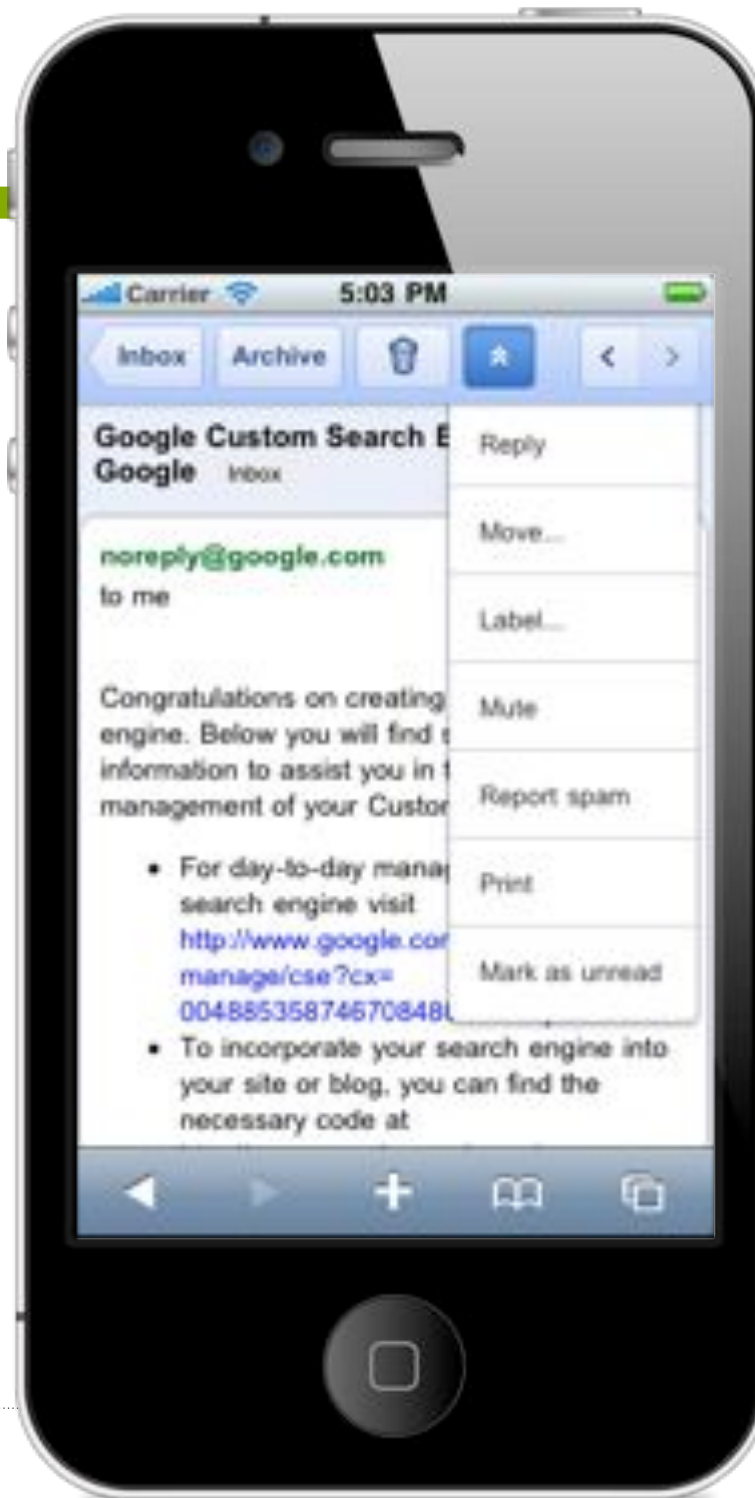 Carrier 5:03 PM
Inbox Archive
Google Custom Search E
Google Inbox
Reply
Move...
Label...
Mute
Report spam
Print
Mark as unread
noreply@google.com
to me
Congratulations on creating
engine. Below you will find s
information to assist you in t
management of your Custor
• For day-to-day manag
search engine visit
http://www.google.cor
manage/cse?cx=
• To incorporate your search engine into
your site or blog, you can find the
necessary code at